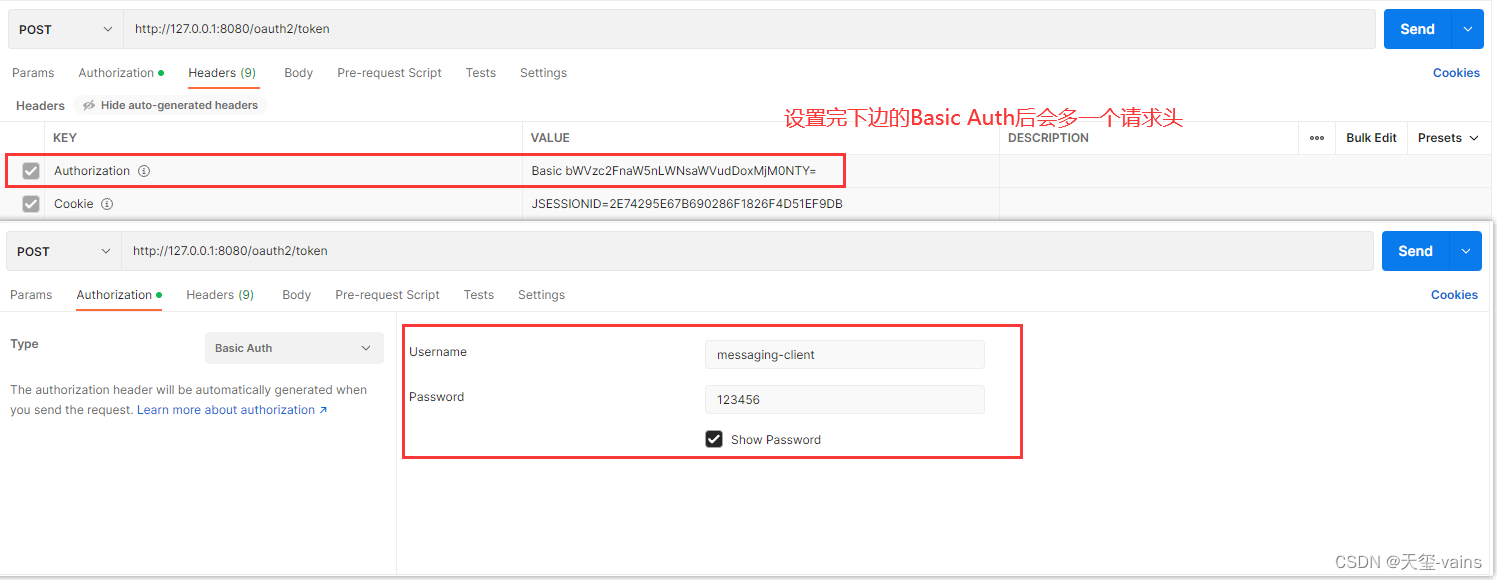 POST http://127.0.0.1:8080/oauth2/token Send
Params Authorization Headers (9) Body Pre-request Script Tests Settings Cookies
Headers Hide auto-generated headers
设置完下边的Basic Auth后会多一个请求头
KEY VALUE DESCRIPTION ••• Bulk Edit Presets
Authorization Basic bWVzc2FnaW5nLWNsaWVudDoxMjM0NTY=
Cookie JSESSIONID=2E74295E67B690286F1826F4D51EF9DB
POST http://127.0.0.1:8080/oauth2/token Send
Params Authorization Headers (9) Body Pre-request Script Tests Settings Cookies
Type Basic Auth
The authorization header will be automatically generated when
you send the request. Learn more about authorization ↗
Username messaging-client
Password 123456
Show Password
CSDN @天玺-vains